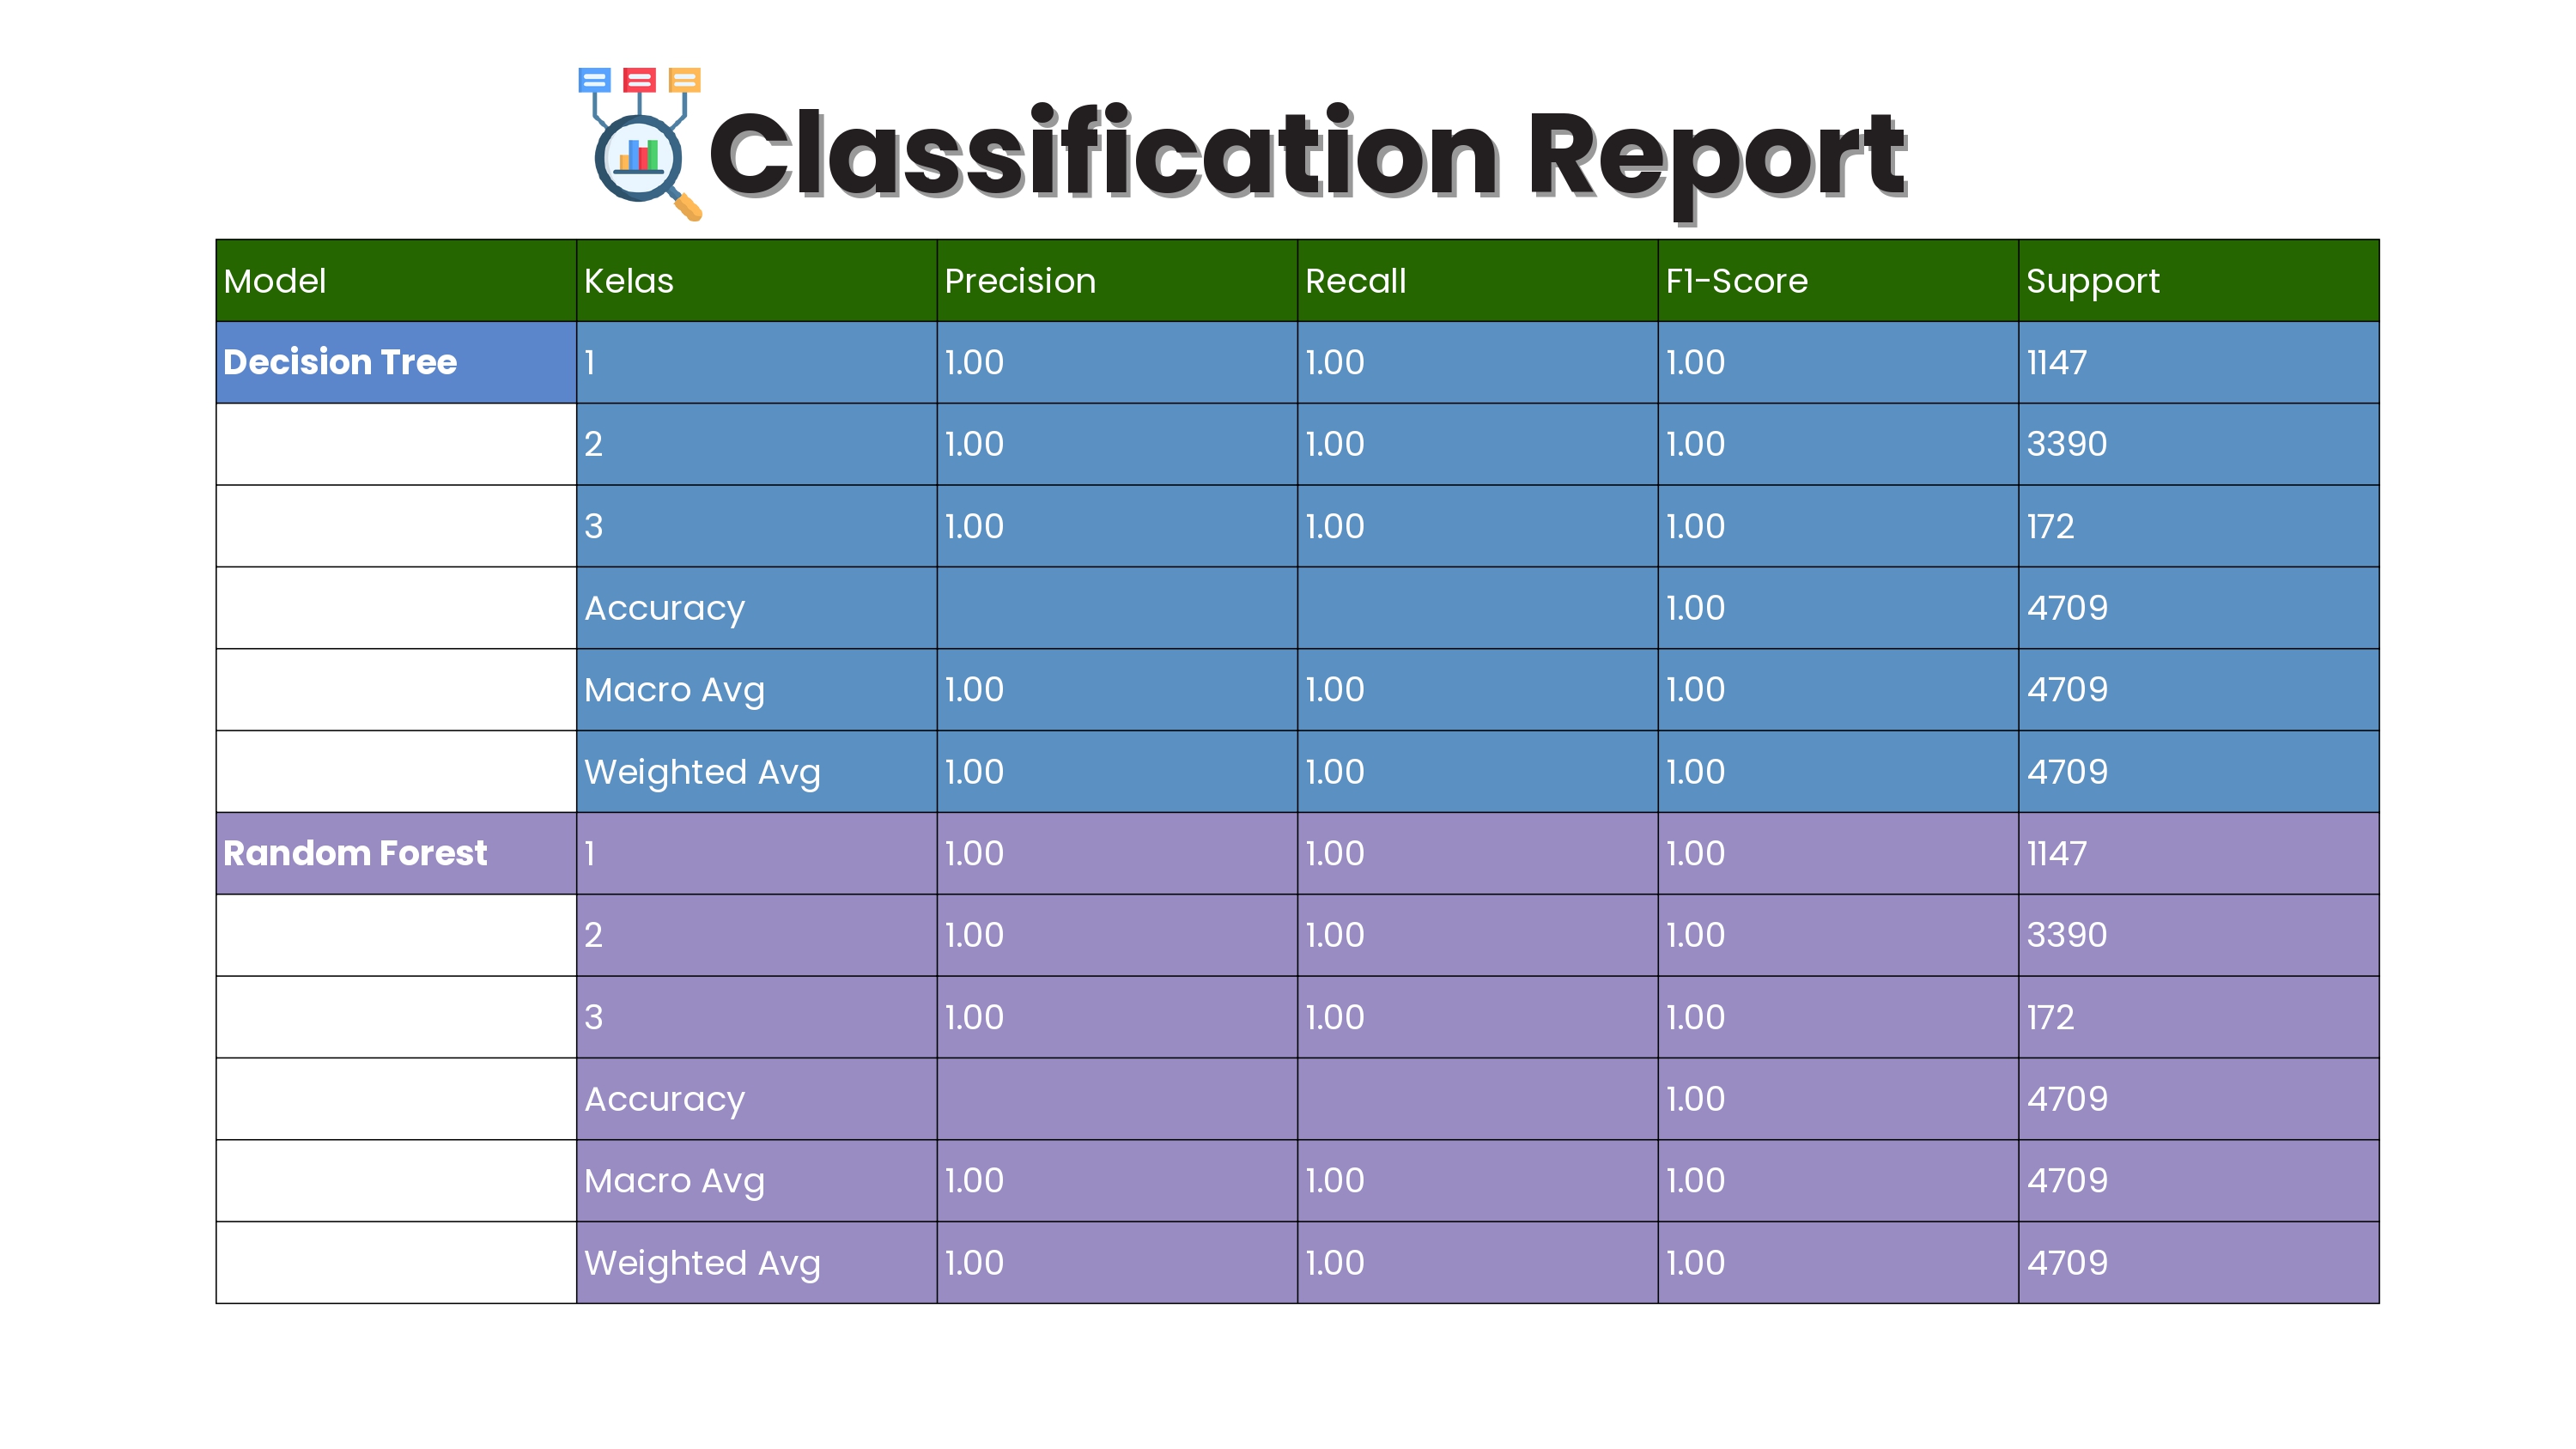 Classification Report
Model Kelas Precision Recall F1-Score Support
Decision Tree 1 1.00 1.00 1.00 1147
2 1.00 1.00 1.00 3390
3 1.00 1.00 1.00 172
Accuracy 1.00 4709
Macro Avg 1.00 1.00 1.00 4709
Weighted Avg 1.00 1.00 1.00 4709
Random Forest 1 1.00 1.00 1.00 1147
2 1.00 1.00 1.00 3390
3 1.00 1.00 1.00 172
Accuracy 1.00 4709
Macro Avg 1.00 1.00 1.00 4709
Weighted Avg 1.00 1.00 1.00 4709